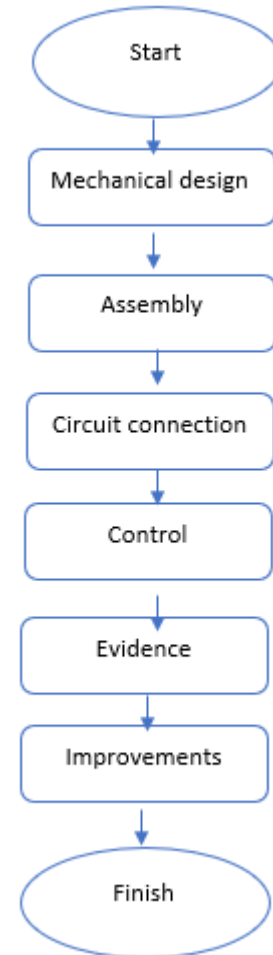 Start
Mechanical design
Assembly
Circuit connection
Control
Evidence
Improvements
Finish